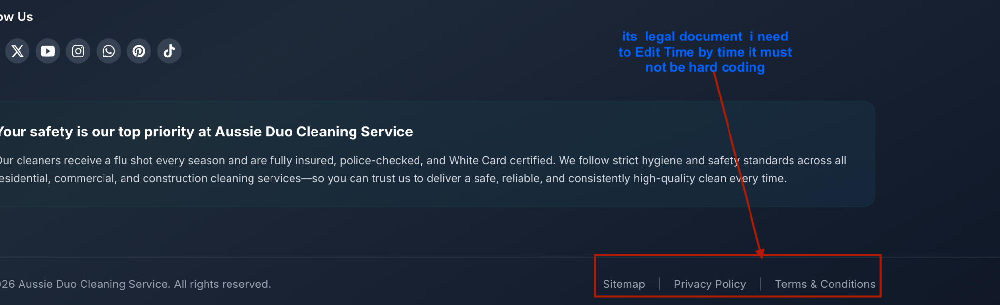 ow Us
its legal document i need
to Edit Time by time it must
not be hard coding
Your safety is our top priority at Aussie Duo Cleaning Service
Our cleaners receive a flu shot every season and are fully insured, police-checked, and White Card certified. We follow strict hygiene and safety standards across all
esidential, commercial, and construction cleaning services—so you can trust us to deliver a safe, reliable, and consistently high-quality clean every time.
026 Aussie Duo Cleaning Service. All rights reserved.
Sitemap | Privacy Policy | Terms & Conditions